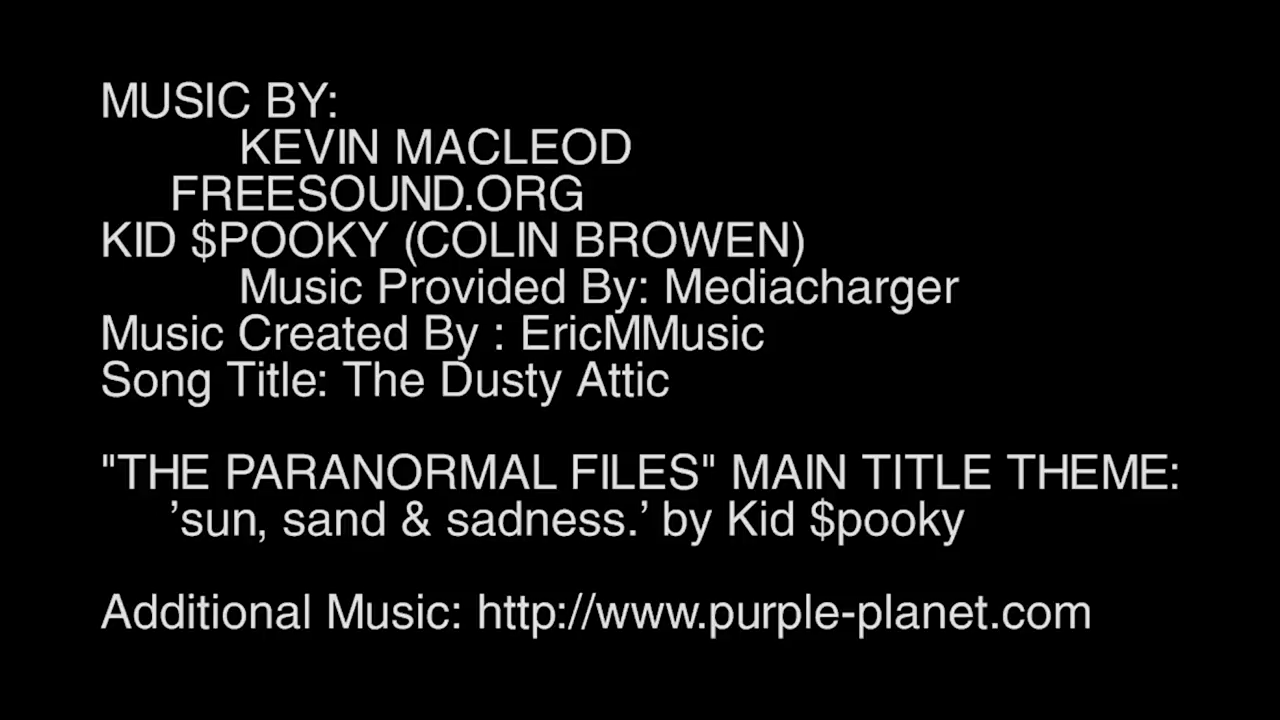 MUSIC BY:
KEVIN MACLEOD
FREESOUND.ORG
KID $POOKY (COLIN BROWEN)
Music Provided By: Mediacharger
Music Created By : EricMMusic
Song Title: The Dusty Attic
"THE PARANORMAL FILES" MAIN TITLE THEME:
’sun, sand & sadness.’ by Kid $pooky
Additional Music: http://www.purple-planet.com